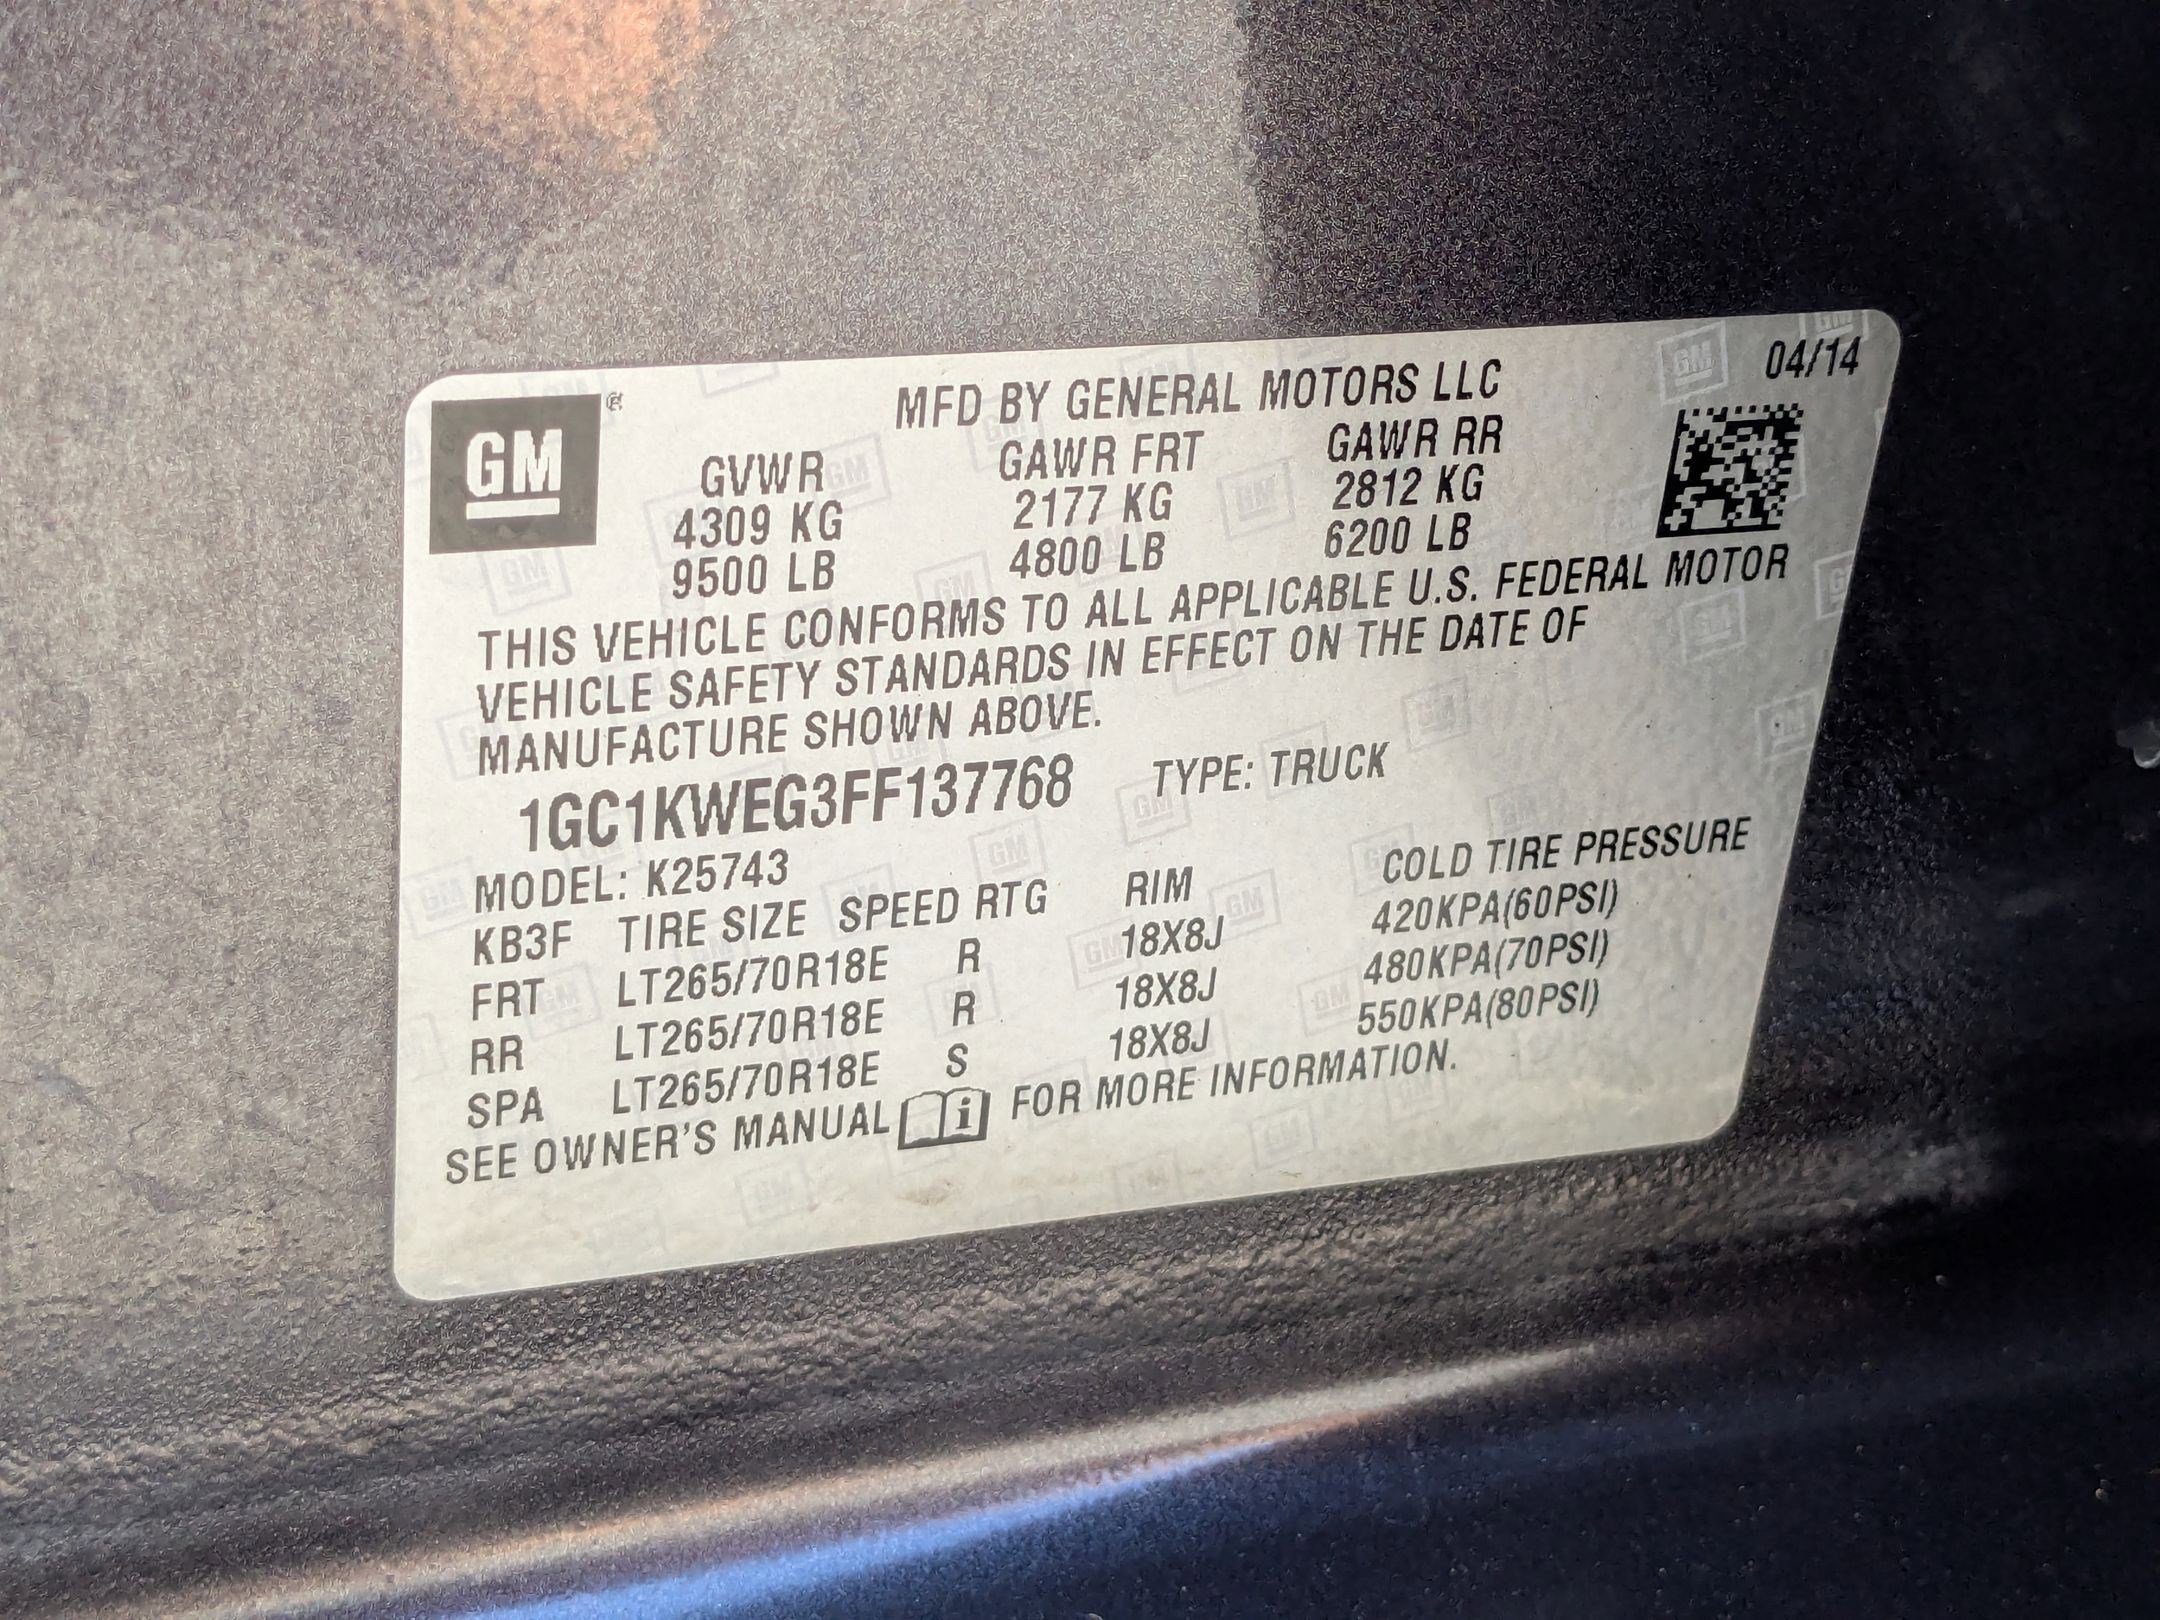 GM
MFD BY GENERAL MOTORS LLC 04/14
GVWR GAWR FRT GAWR RR
4309 KG 2177 KG 2812 KG
9500 LB 4800 LB 6200 LB
THIS VEHICLE CONFORMS TO ALL APPLICABLE U.S. FEDERAL MOTOR
VEHICLE SAFETY STANDARDS IN EFFECT ON THE DATE OF
MANUFACTURE SHOWN ABOVE.
1GC1KWEG3FF137768 TYPE: TRUCK
MODEL: K25743
KB3F TIRE SIZE SPEED RTG RIM COLD TIRE PRESSURE
FRT LT265/70R18E R 18X8J 420KPA(60PSI)
RR LT265/70R18E R 18X8J 480KPA(70PSI)
SPA LT265/70R18E S 18X8J 550KPA(80PSI)
SEE OWNER'S MANUAL i FOR MORE INFORMATION.